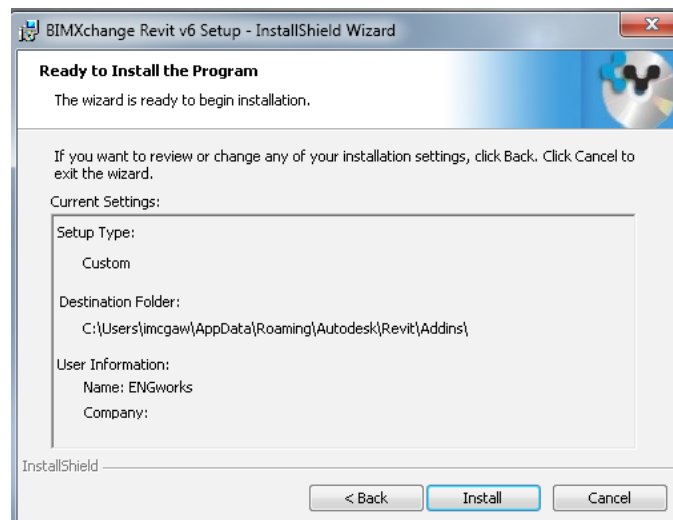 BIMXchange Revit v6 Setup - InstallShield Wizard
Ready to Install the Program
The wizard is ready to begin installation.
If you want to review or change any of your installation settings, click Back. Click Cancel to
exit the wizard.
Current Settings:
Setup Type:
Custom
Destination Folder:
C:\Users\imcgaw\AppData\Roaming\Autodesk\Revit\Addins\
User Information:
Name: ENGworks
Company:
InstallShield
< Back
Install
Cancel